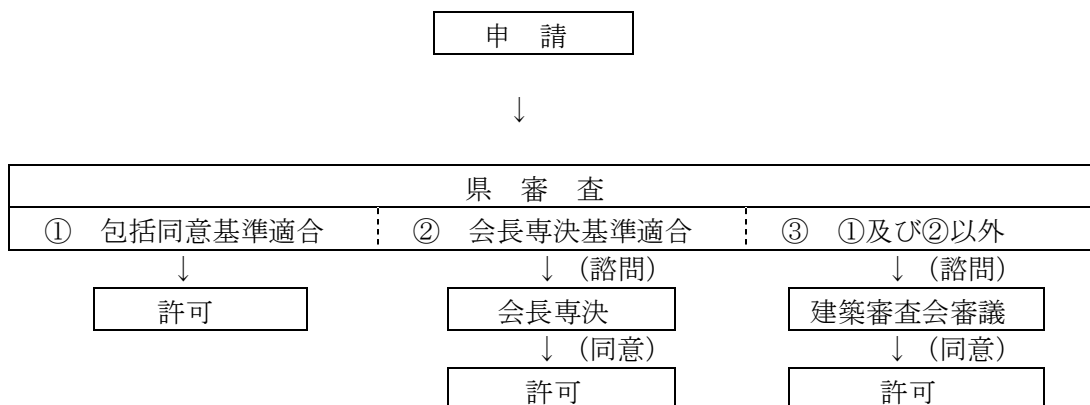 申 請
↓
県 審 査
① 包括同意基準適合 ② 会長専決基準適合 ③ ①及び②以外
↓ ↓ (諮問) ↓ (諮問)
許可 会長専決 建築審査会審議
↓ (同意) ↓ (同意)
許可 許可